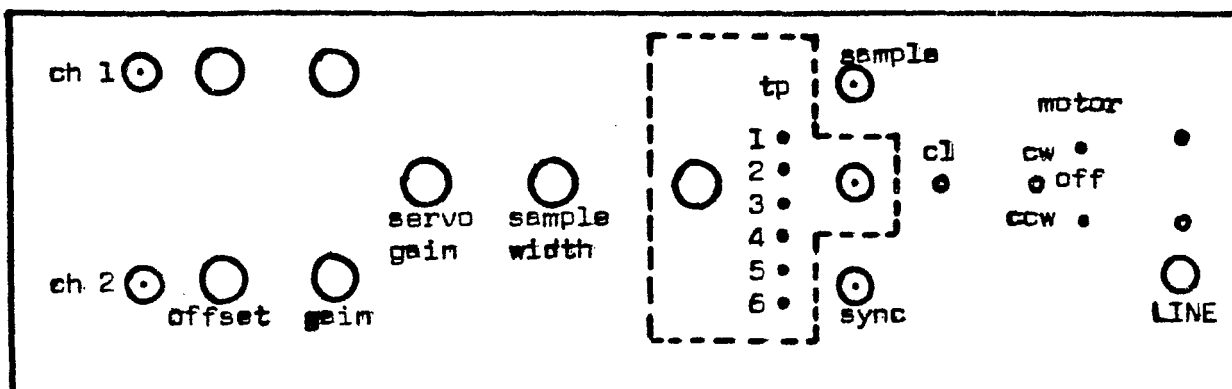 ch 1
sample
tp
motor
1
2
3
4
5
6
cl
cw
off
ccw
servo
gain
sample
width
ch 2
offset
gain
sync
LINE